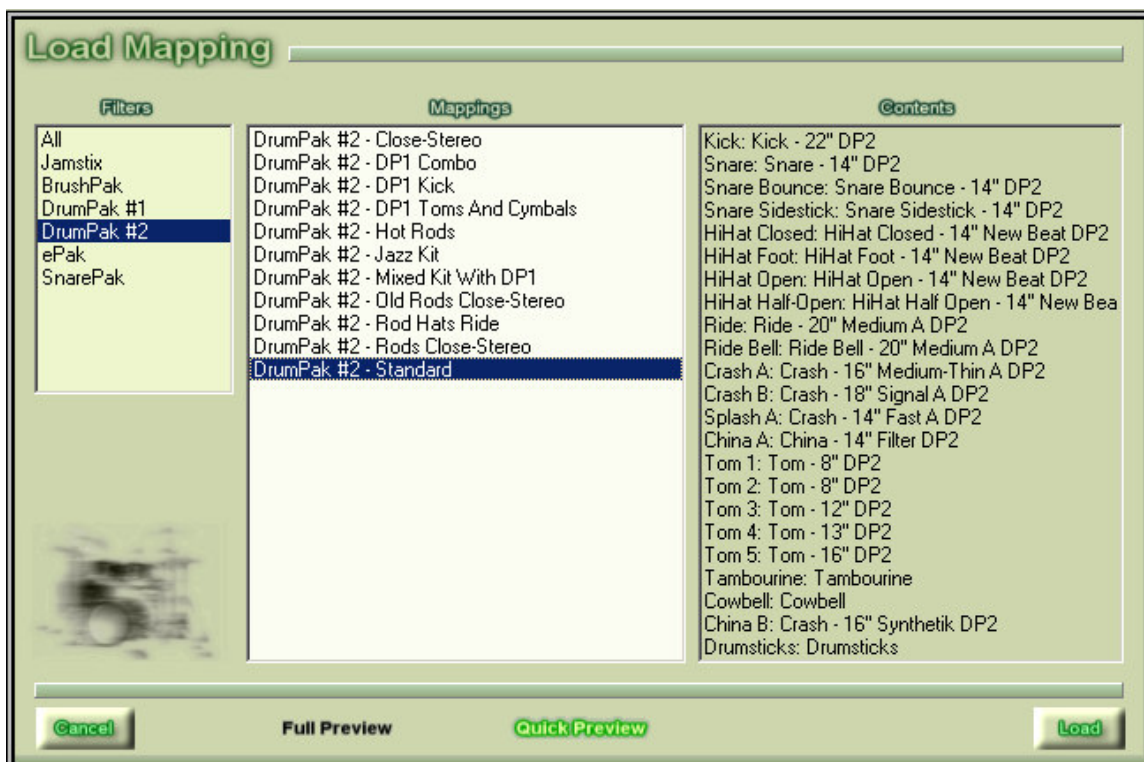 Load Mapping
Filters
All
Jamstix
BrushPak
DrumPak #1
DrumPak #2
ePak
SnarePak
Mappings
DrumPak #2 - Close-Stereo
DrumPak #2 - DP1 Combo
DrumPak #2 - DP1 Kick
DrumPak #2 - DP1 Toms And Cymbals
DrumPak #2 - Hot Rods
DrumPak #2 - Jazz Kit
DrumPak #2 - Mixed Kit With DP1
DrumPak #2 - Old Rods Close-Stereo
DrumPak #2 - Rod Hats Ride
DrumPak #2 - Rods Close-Stereo
DrumPak #2 - Standard
Contents
Kick: Kick - 22" DP2
Snare: Snare - 14" DP2
Snare Bounce: Snare Bounce - 14" DP2
Snare Sidestick: Snare Sidestick - 14" DP2
HiHat Closed: HiHat Closed - 14" New Beat DP2
HiHat Foot: HiHat Foot - 14" New Beat DP2
HiHat Open: HiHat Open - 14" New Beat DP2
HiHat Half-Open: HiHat Half Open - 14" New Bea
Ride: Ride - 20" Medium A DP2
Ride Bell: Ride Bell - 20" Medium A DP2
Crash A: Crash - 16" Medium-Thin A DP2
Crash B: Crash - 18" Signal A DP2
Splash A: Crash - 14" Fast A DP2
China A: China - 14" Filter DP2
Tom 1: Tom - 8" DP2
Tom 2: Tom - 8" DP2
Tom 3: Tom - 12" DP2
Tom 4: Tom - 13" DP2
Tom 5: Tom - 16" DP2
Tambourine: Tambourine
Cowbell: Cowbell
China B: Crash - 16" Synthetik DP2
Drumsticks: Drumsticks
Cancel
Full Preview
Quick Preview
Load